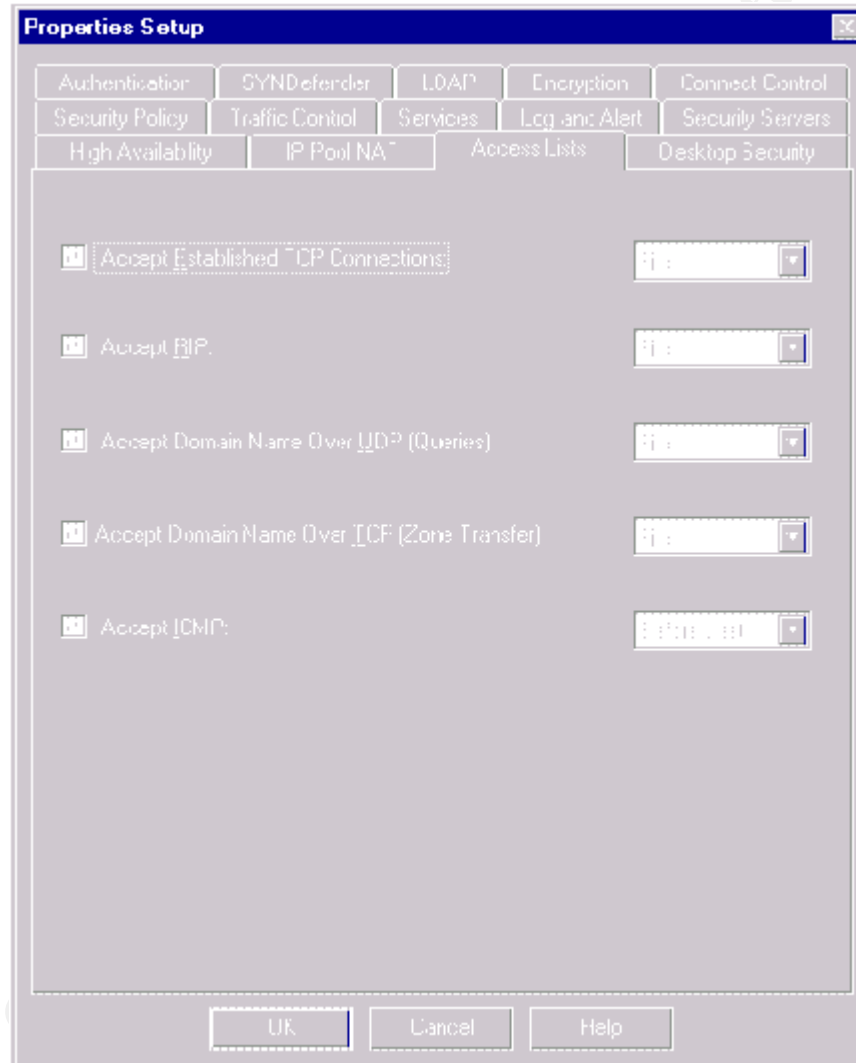 Properties Setup
Authentication SYNDefender LDAP Encryption Connect Control
Security Policy Traffic Control Services Log and Alert Security Servers
High Availablity IP Pool NAT Access Lists Desktop Security
Accept Established TCP Connections:
Accept RIP:
Accept Domain Name Over UDP (Queries)
Accept Domain Name Over TCP (Zone Transfer)
Accept ICMP:
OK Cancel Help